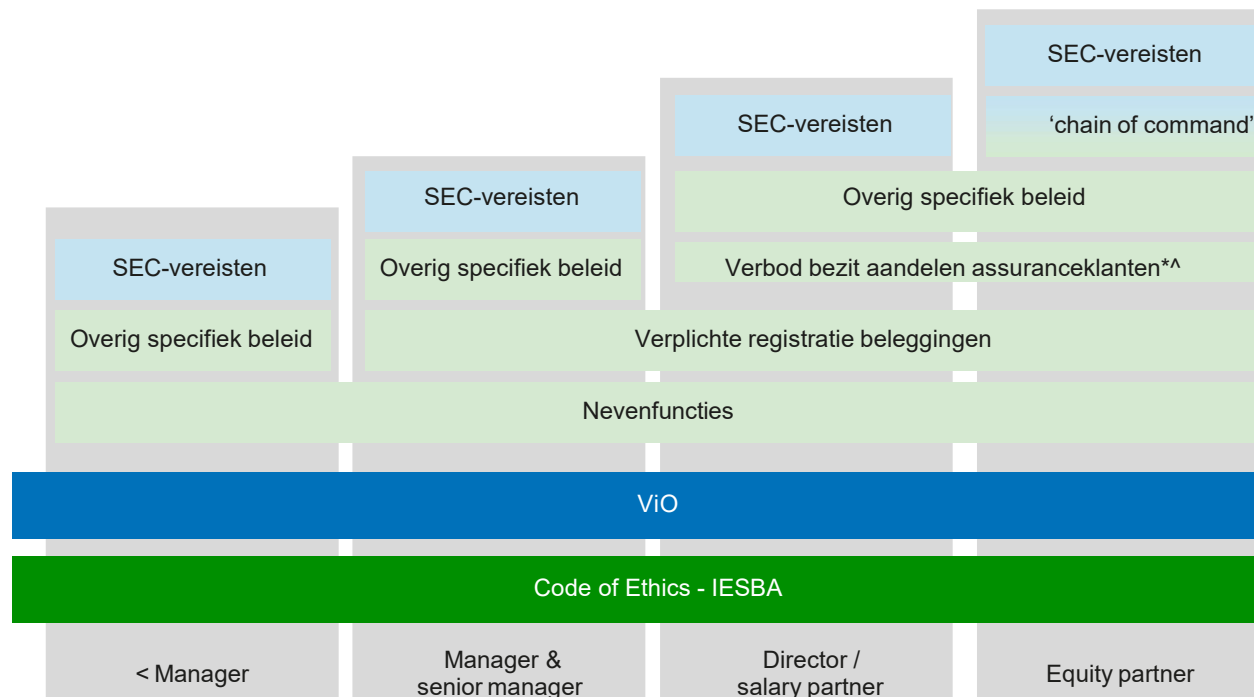 SEC-vereisten
SEC-vereisten
‘chain of command’
SEC-vereisten
Overig specifiek beleid
SEC-vereisten
Overig specifiek beleid
Verbod bezit aandelen assuranceklanten*^
Overig specifiek beleid
Verplichte registratie beleggingen
Nevenfuncties
ViO
Code of Ethics - IESBA
< Manager
Manager &
senior manager
Director /
salary partner
Equity partner